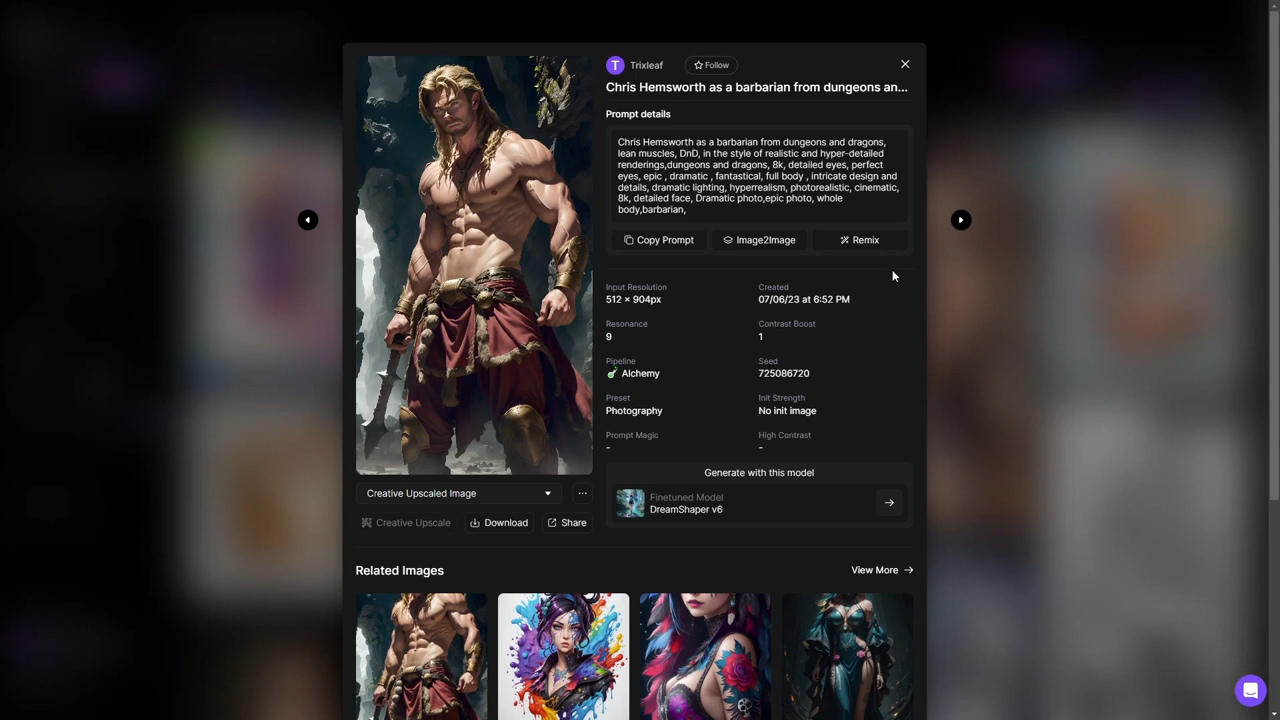 T Trixleaf
Follow
Chris Hemsworth as a barbarian from dungeons an...
Prompt details
Chris Hemsworth as a barbarian from dungeons and dragons,
lean muscles, DnD, in the style of realistic and hyper-detailed
renderings,dungeons and dragons, 8k, detailed eyes, perfect
eyes, epic , dramatic , fantastical, full body , intricate design and
details, dramatic lighting, hyperrealism, photorealistic, cinematic,
8k, detailed face, Dramatic photo,epic photo, whole
body,barbarian,
Copy Prompt
Image2Image
Remix
Input Resolution
512 × 904px
Created
07/06/23 at 6:52 PM
Resonance
9
Contrast Boost
1
Pipeline
Alchemy
Seed
725086720
Preset
Photography
Init Strength
No init image
Prompt Magic
-
High Contrast
-
Generate with this model
Finetuned Model
DreamShaper v6
Creative Upscaled Image
...
Creative Upscale
Download
Share
Related Images
View More